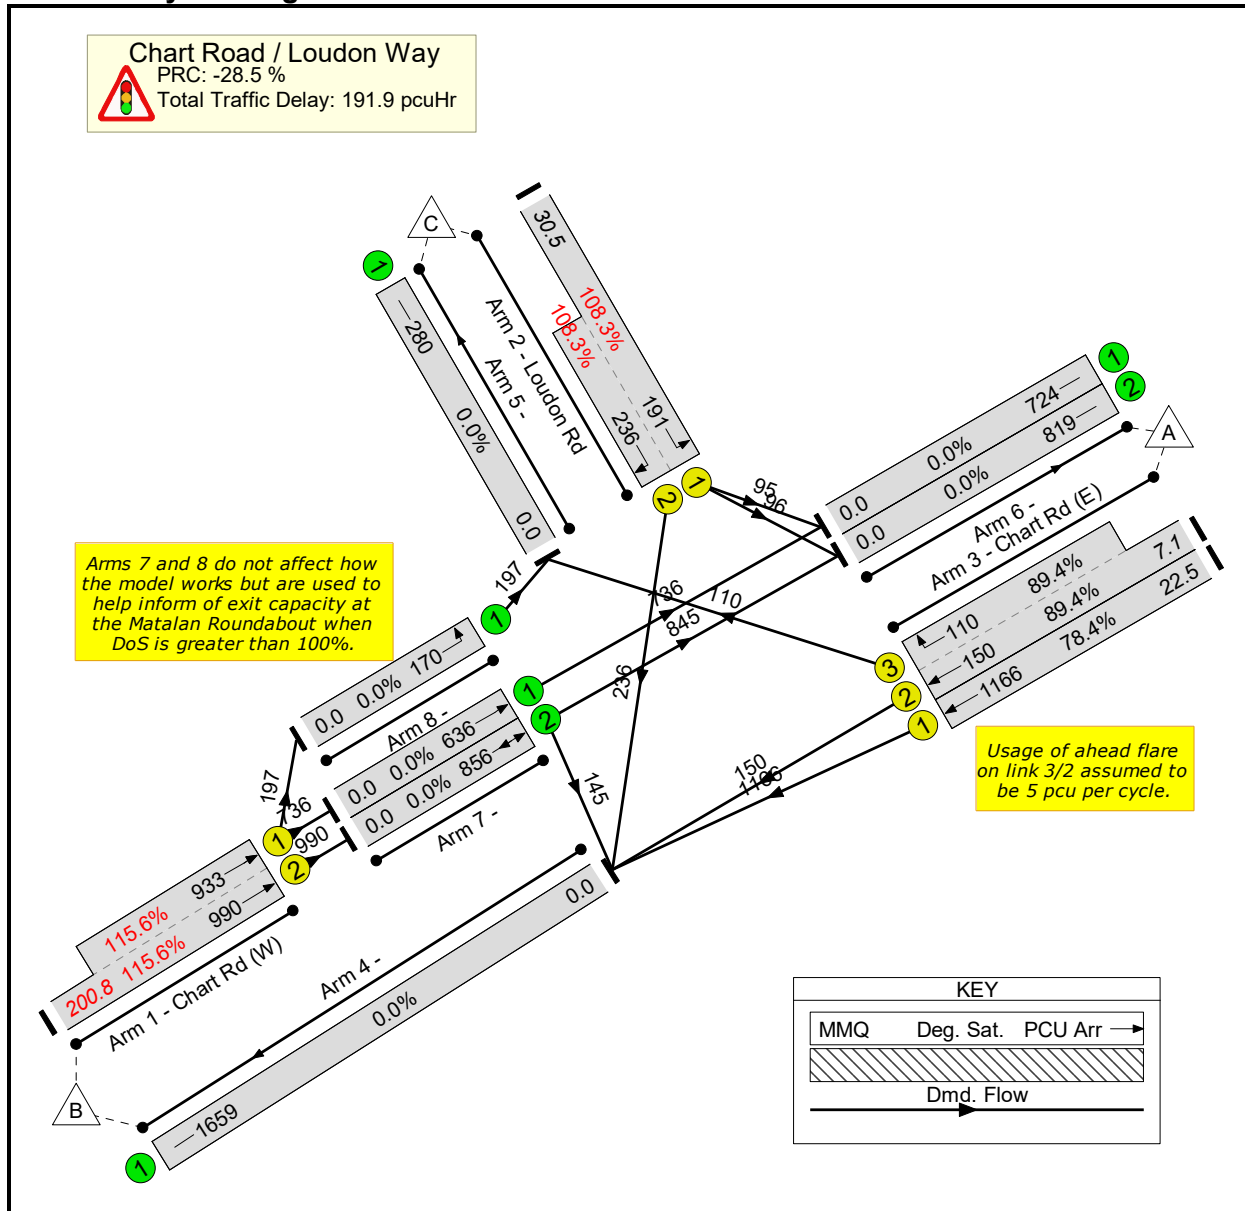 Chart Road / Loudon Way
PRC: -28.5 %
Total Traffic Delay: 191.9 pcuHr
C
1
280
0.0%
0.0
Arm 5 -
Arm 2 - Loudon Rd
30.5
108.3%
108.3%
191
236
2
1
95
96
724
0.0%
0.0
819
0.0%
0.0
1
2
A
Arm 6 -
Arm 3 - Chart Rd (E)
110
89.4%
150
89.4%
7.1
1166
78.4%
22.5
3
2
1
Arms 7 and 8 do not affect how
the model works but are used to
help inform of exit capacity at
the Matalan Roundabout when
DoS is greater than 100%.
Usage of ahead flare
on link 3/2 assumed to
be 5 pcu per cycle.
197
1
0.0 0.0% 170
Arm 8 -
736
110
845
236
1
2
0.0 0.0% 636
0.0 0.0% 856
Arm 7 -
145
150
1166
197
736
990
1
2
115.6% 933
200.8 115.6% 990
Arm 1 - Chart Rd (W)
B
Arm 4 -
0.0
0.0%
1659
1
KEY
MMQ Deg. Sat. PCU Arr
Dmd. Flow